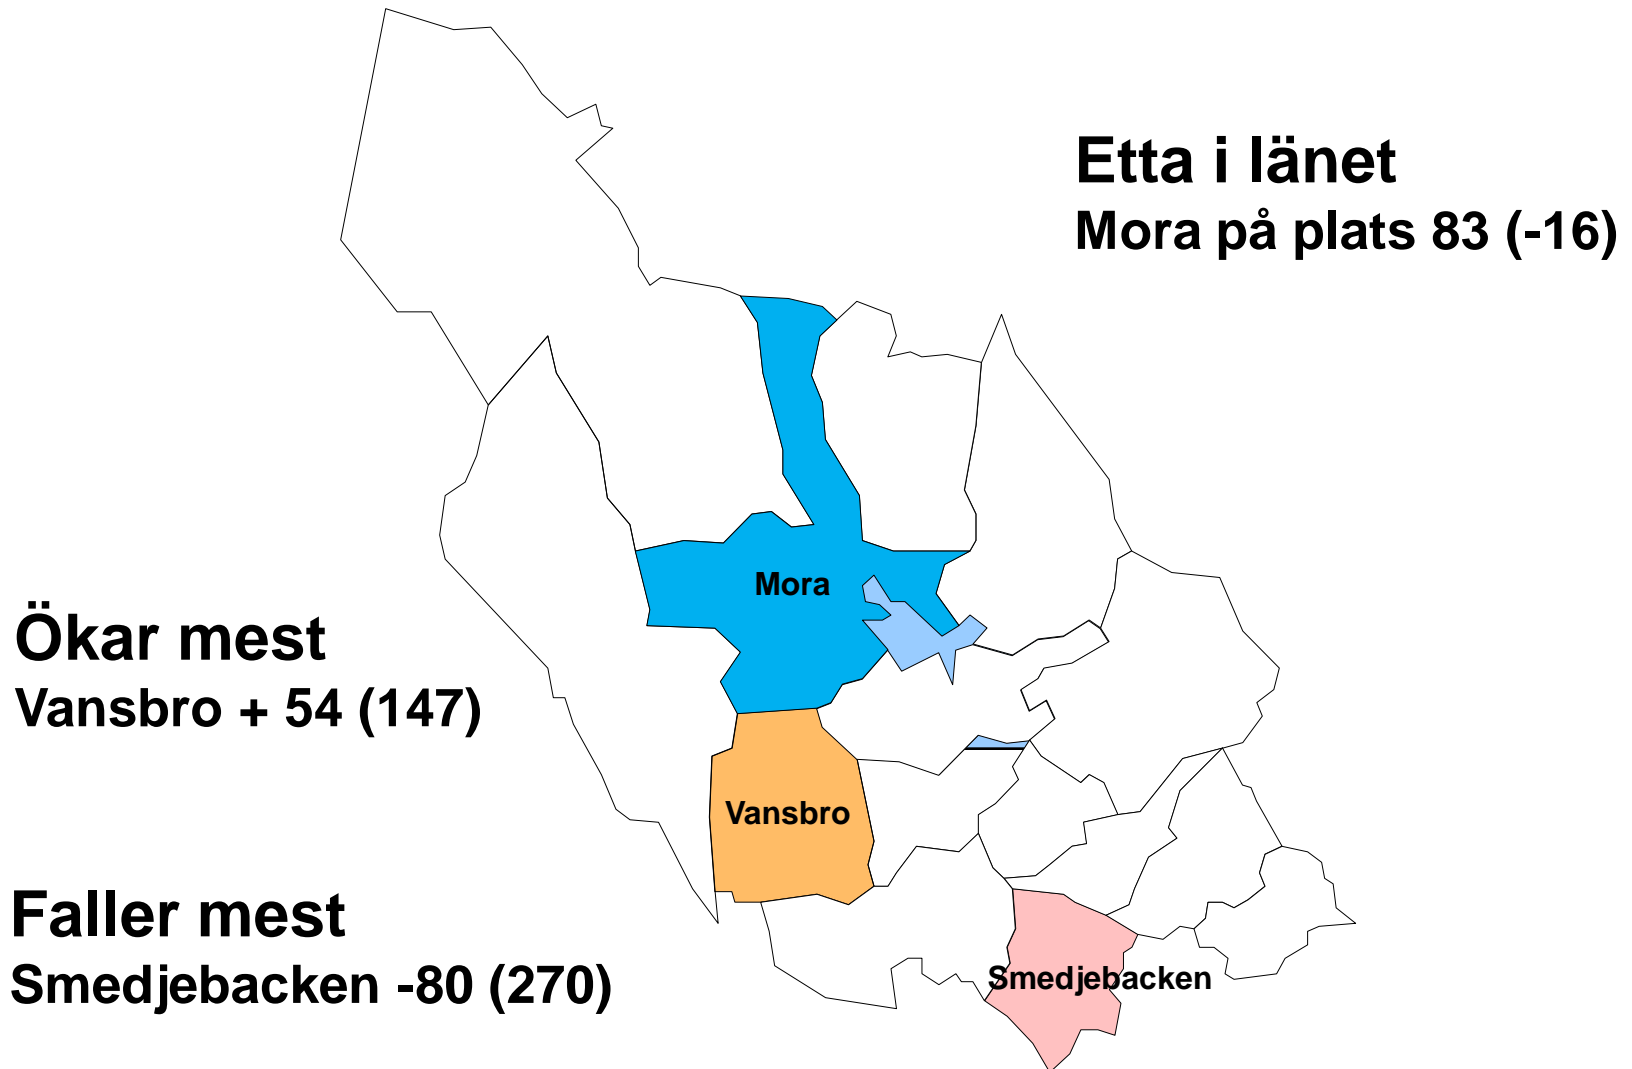 Etta i länet
Mora på plats 83 (-16)
Mora
Ökar mest
Vansbro + 54 (147)
Vansbro
Faller mest
Smedjebacken -80 (270)
Smedjebacken